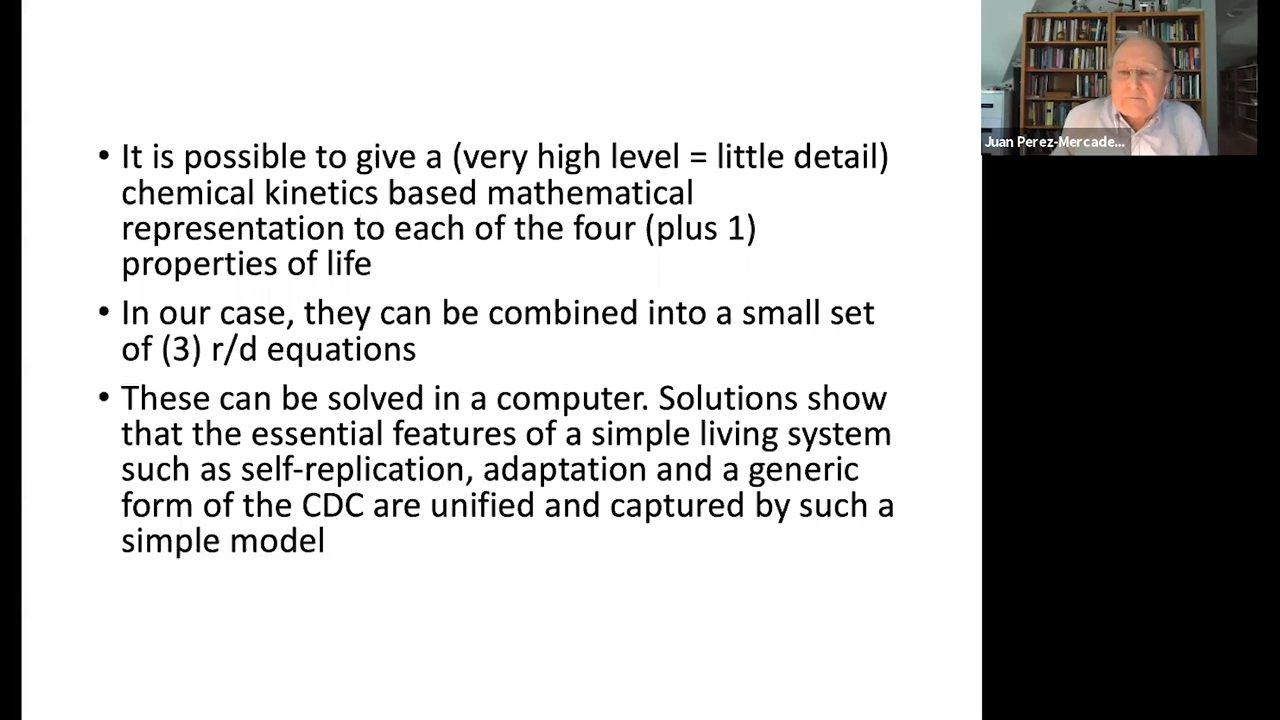 • It is possible to give a (very high level = little detail)
chemical kinetics based mathematical
representation to each of the four (plus 1)
properties of life
• In our case, they can be combined into a small set
of (3) r/d equations
• These can be solved in a computer. Solutions show
that the essential features of a simple living system
such as self-replication, adaptation and a generic
form of the CDC are unified and captured by such a
simple model
Juan Perez-Mercade...